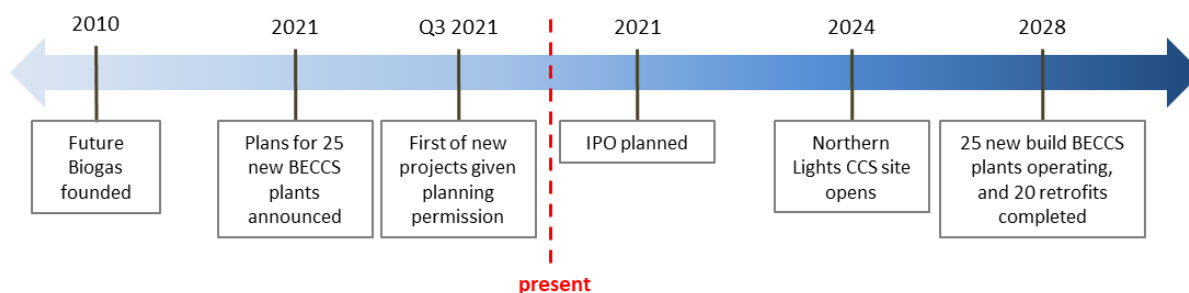 2010
2021
Q3 2021
2021
2024
2028
Future
Biogas
founded
Plans for 25
new BECCS
plants
announced
First of new
projects given
planning
permission
IPO planned
Northern
Lights CCS site
opens
25 new build BECCS
plants operating,
and 20 retrofits
completed
present